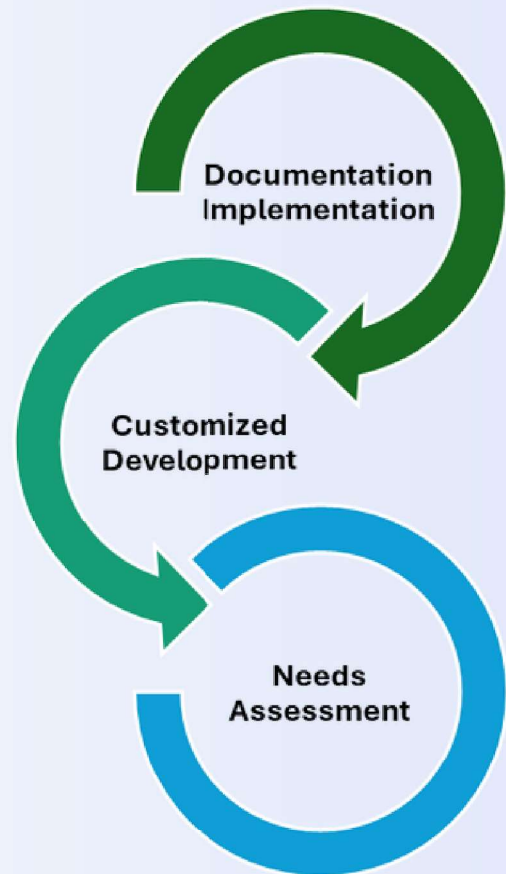 Documentation
Implementation
Customized
Development
Needs
Assessment